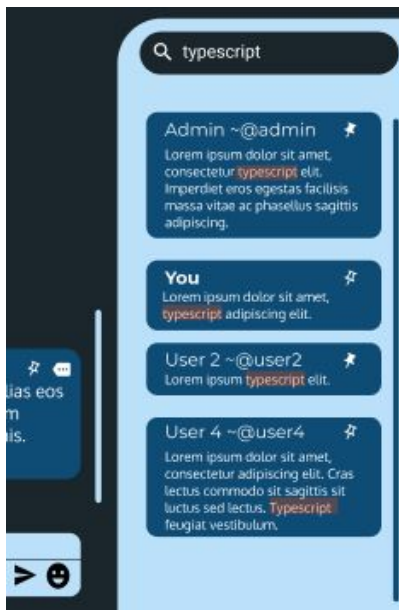 typescript
Admin ~@admin
Lorem ipsum dolor sit amet,
consectetur typescript elit.
Imperdiet eros egestas facilisis
massa vitae ac phasellus sagittis
adipiscing.
You
Lorem ipsum dolor sit amet,
typescript adipiscing elit.
User 2 ~@user2
Lorem ipsum typescript elit.
User 4 ~@user4
Lorem ipsum dolor sit amet,
consectetur adipiscing elit. Cras
lectus commodo sit sagittis sit
luctus sed lectus. Typescript
feugiat vestibulum.
eos